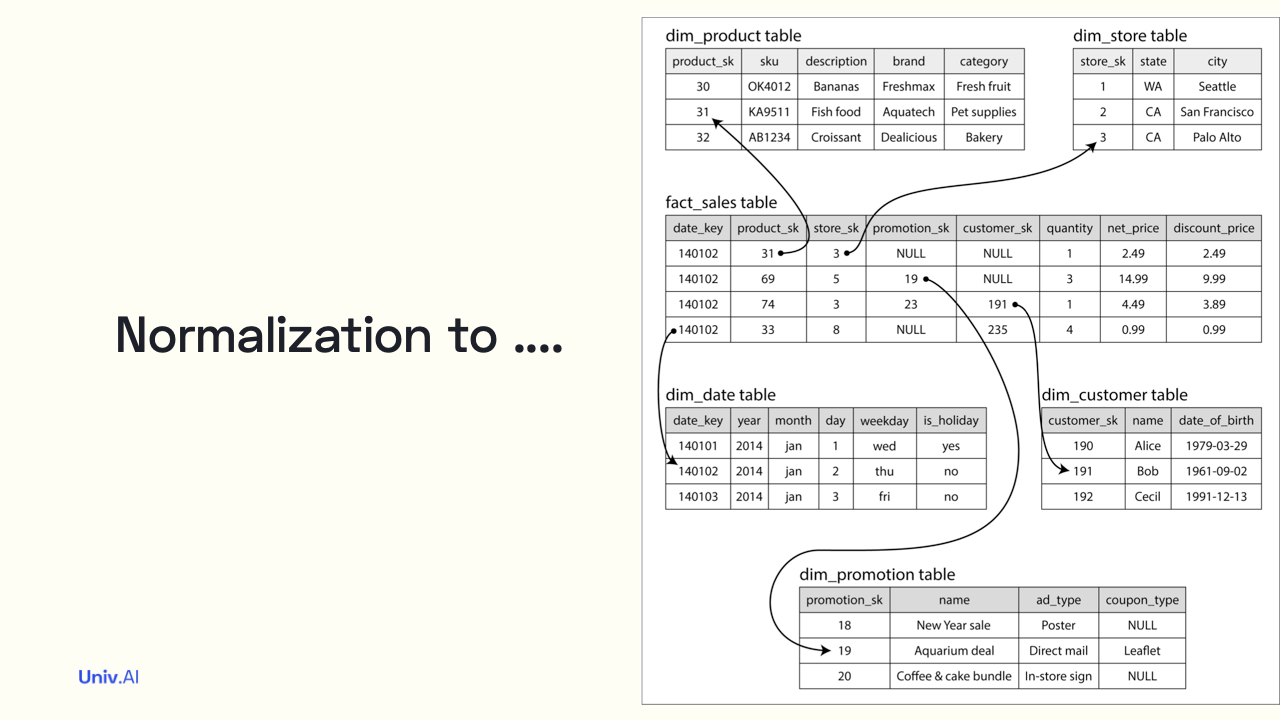 Normalization to ....
Univ.AI
dim_product table
product_sk sku description brand category
30 OK4012 Bananas Freshmax Fresh fruit
31 KA9511 Fish food Aquatech Pet supplies
32 AB1234 Croissant Dealicious Bakery
dim_store table
store_sk state city
1 WA Seattle
2 CA San Francisco
3 CA Palo Alto
fact_sales table
date_key product_sk store_sk promotion_sk customer_sk quantity net_price discount_price
140102 31 3 NULL NULL 1 2.49 2.49
140102 69 5 19 NULL 3 14.99 9.99
140102 74 3 23 191 1 4.49 3.89
140102 33 8 NULL 235 4 0.99 0.99
dim_date table
date_key year month day weekday is_holiday
140101 2014 jan 1 wed yes
140102 2014 jan 2 thu no
140103 2014 jan 3 fri no
dim_customer table
customer_sk name date_of_birth
190 Alice 1979-03-29
191 Bob 1961-09-02
192 Cecil 1991-12-13
dim_promotion table
promotion_sk name ad_type coupon_type
18 New Year sale Poster NULL
19 Aquarium deal Direct mail Leaflet
20 Coffee & cake bundle In-store sign NULL